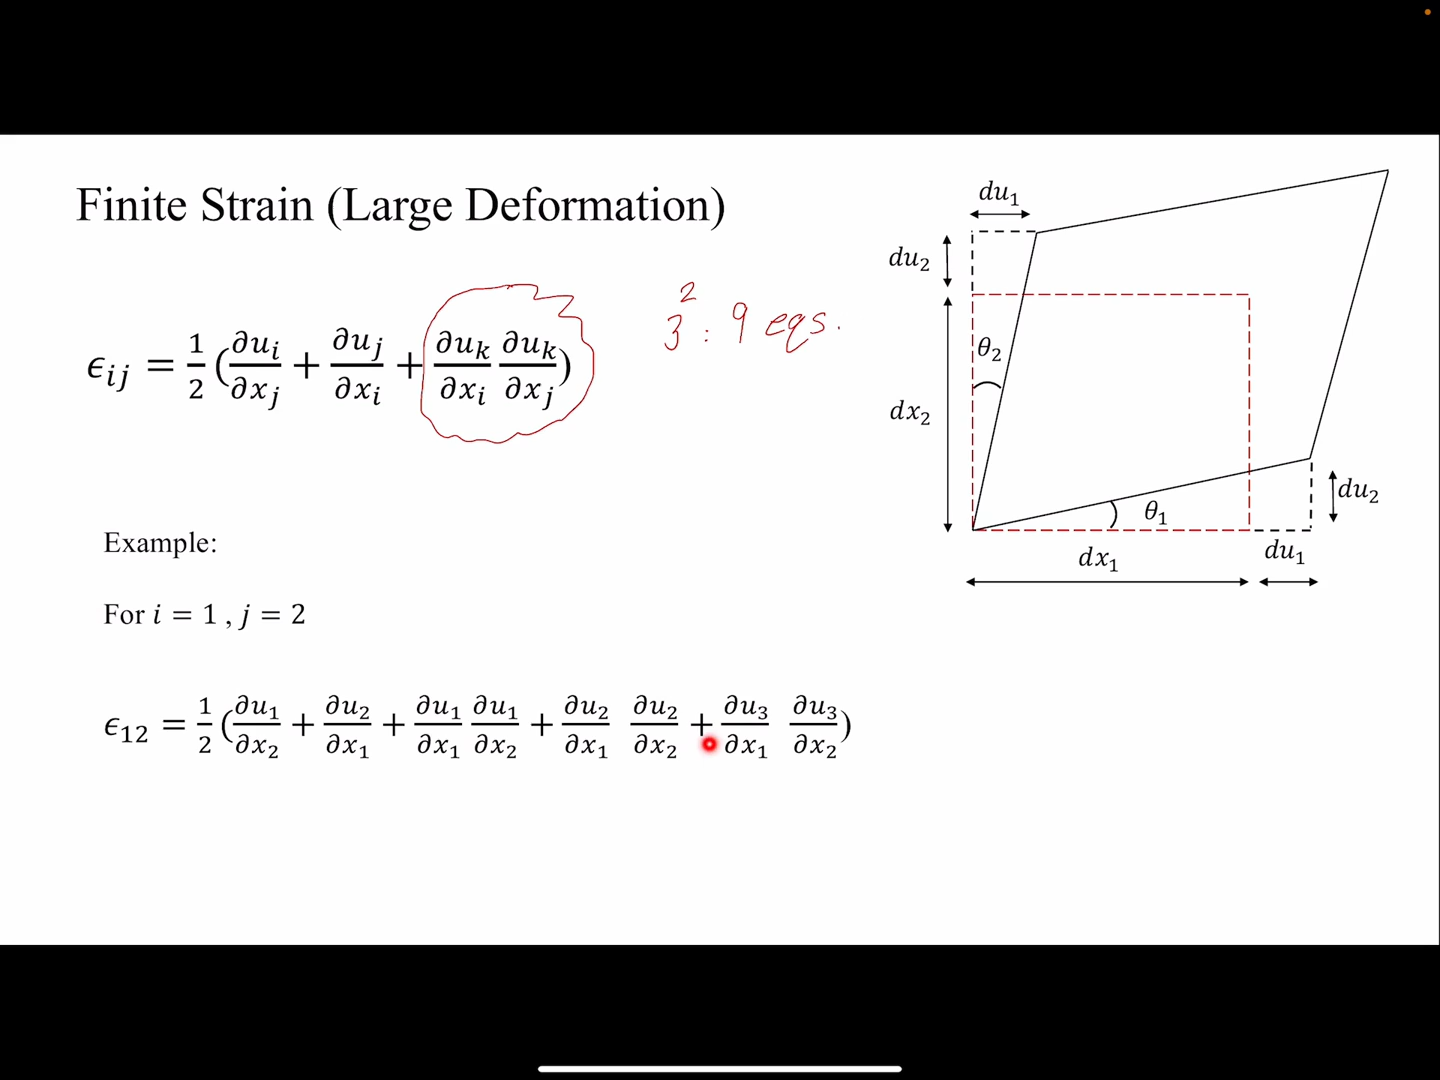 Finite Strain (Large Deformation)
ϵ_ij = 1/2 (∂u_i/∂x_j + ∂u_j/∂x_i + ∂u_k/∂x_i ∂u_k/∂x_j)
3² : 9 eqs.
Example:
For i = 1 , j = 2
ϵ_12 = 1/2 (∂u_1/∂x_2 + ∂u_2/∂x_1 + ∂u_1/∂x_1 ∂u_1/∂x_2 + ∂u_2/∂x_1 ∂u_2/∂x_2 + ∂u_3/∂x_1 ∂u_3/∂x_2)
du_1
du_2
θ_2
dx_2
du_2
θ_1
du_1
dx_1